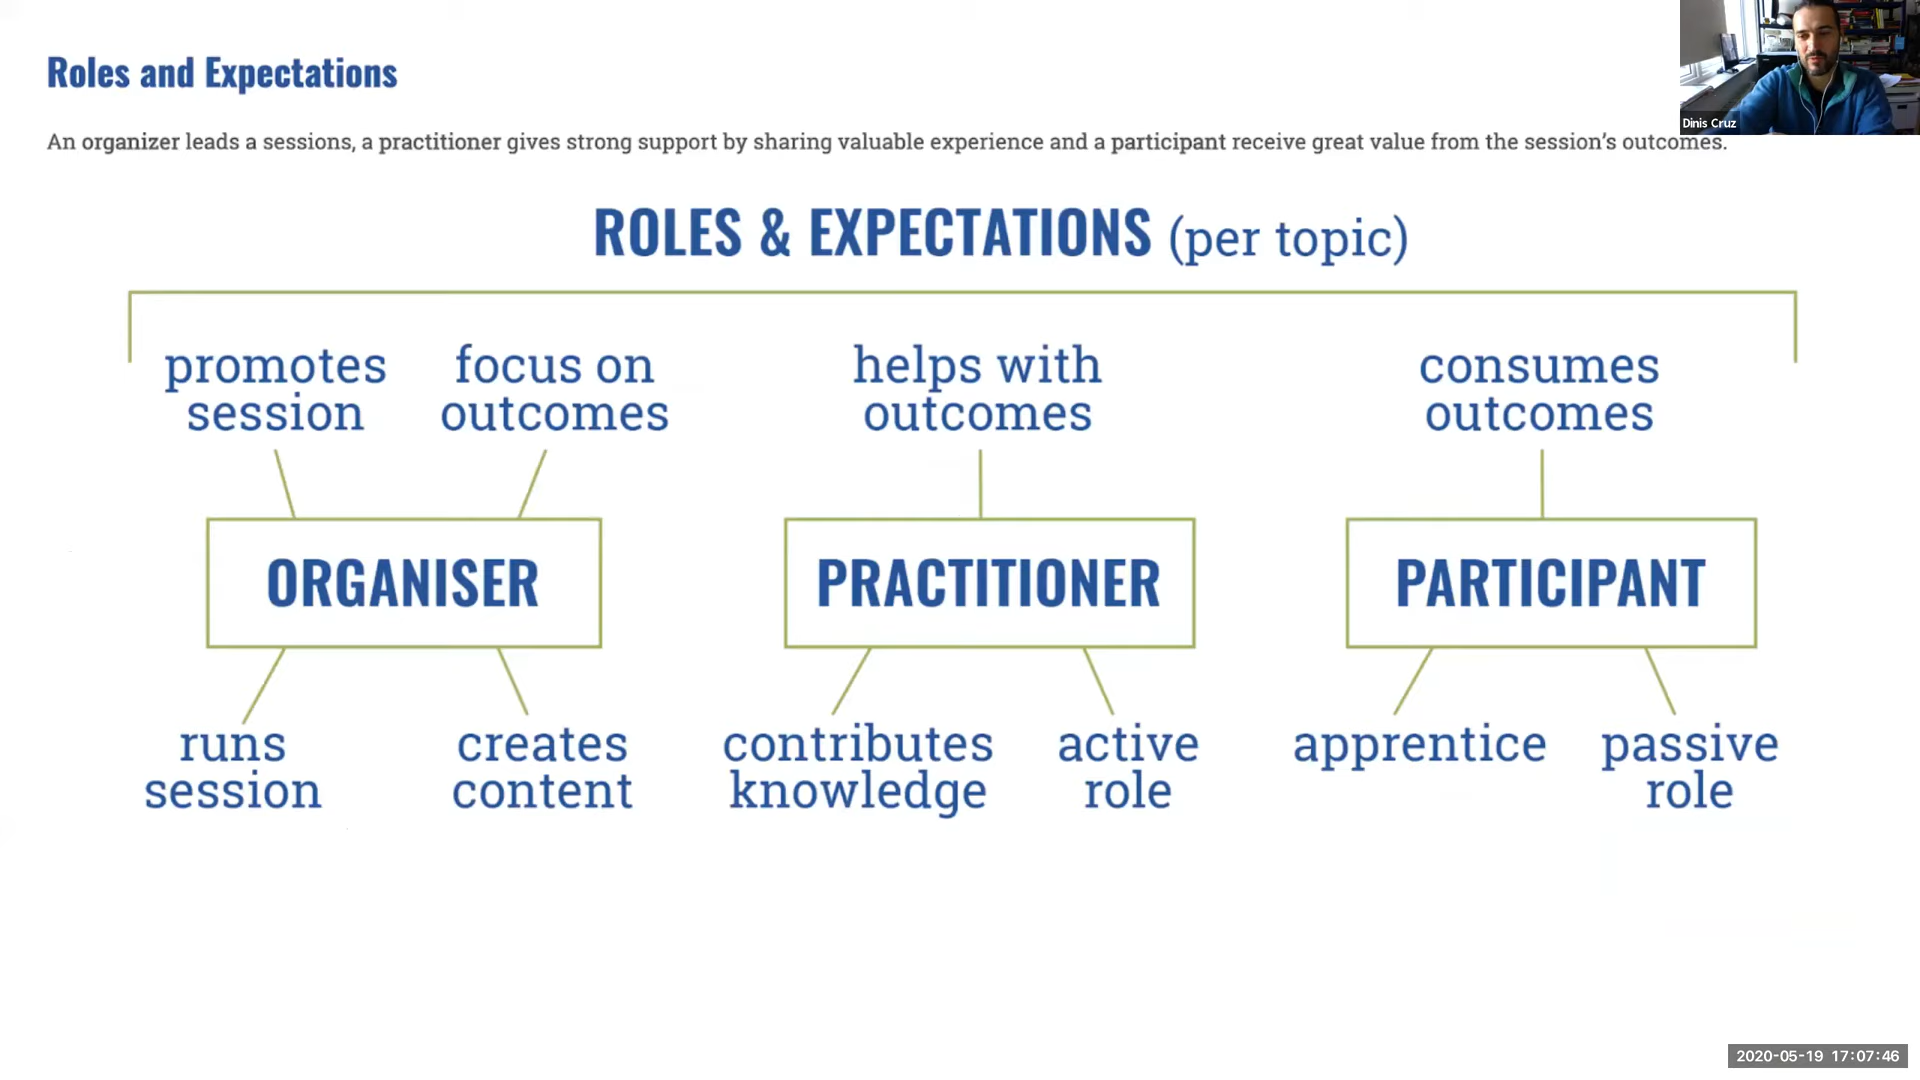 Roles and Expectations
Dinis Cruz
An organizer leads a sessions, a practitioner gives strong support by sharing valuable experience and a participant receive great value from the session's outcomes.
ROLES & EXPECTATIONS (per topic)
promotes
session
focus on
outcomes
helps with
outcomes
consumes
outcomes
ORGANISER
PRACTITIONER
PARTICIPANT
runs
session
creates
content
contributes
knowledge
active
role
apprentice
passive
role
2020-05-19 17:07:46